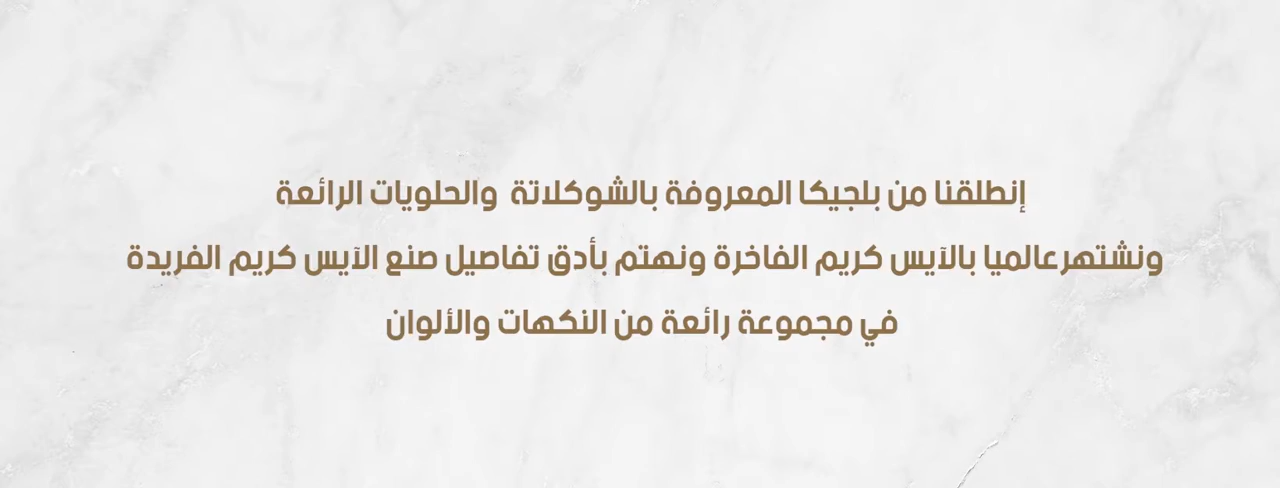 إنطلقنا من بلجيكا المعروفة بالشوكلاتة والحلويات الرائعة
ونشتهرعالميا بالآيس كريم الفاخرة ونهتم بأدق تفاصيل صنع الآيس كريم الفريدة
في مجموعة رائعة من النكهات والألوان